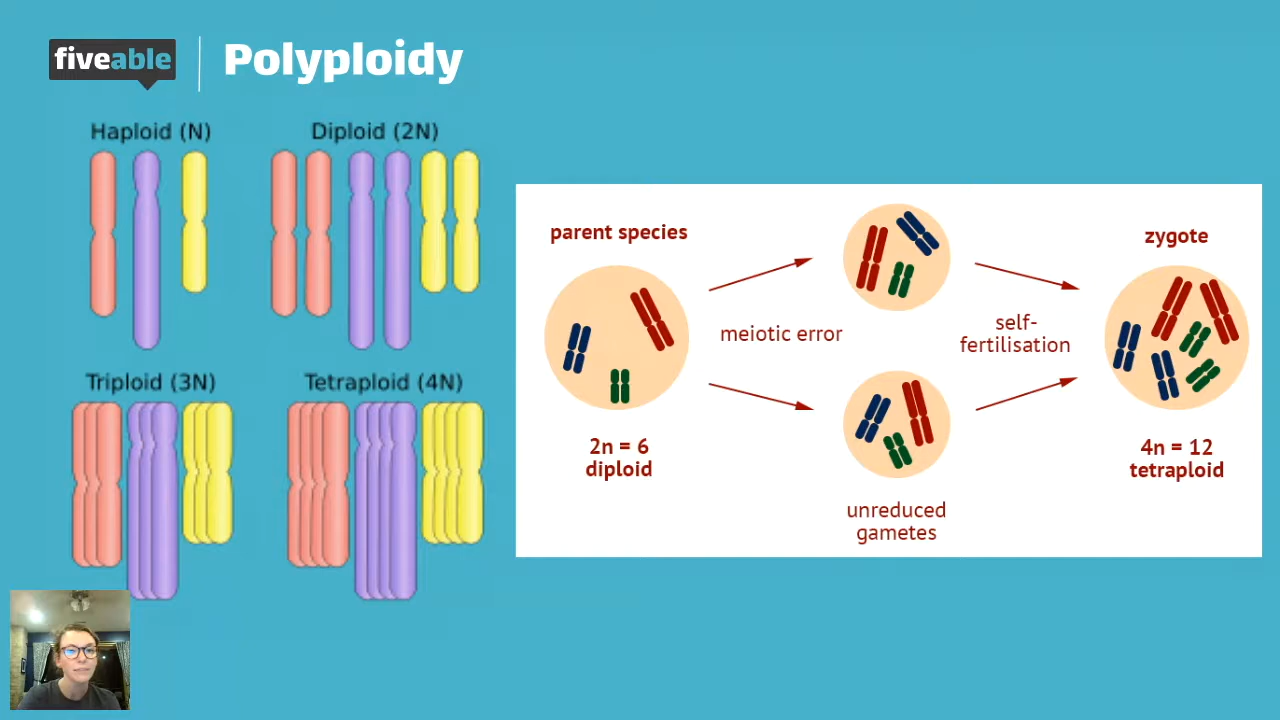 fiveable
Polyploidy
Haploid (N)
Diploid (2N)
Triploid (3N)
Tetraploid (4N)
parent species
2n = 6
diploid
meiotic error
unreduced
gametes
self-
fertilisation
zygote
4n = 12
tetraploid